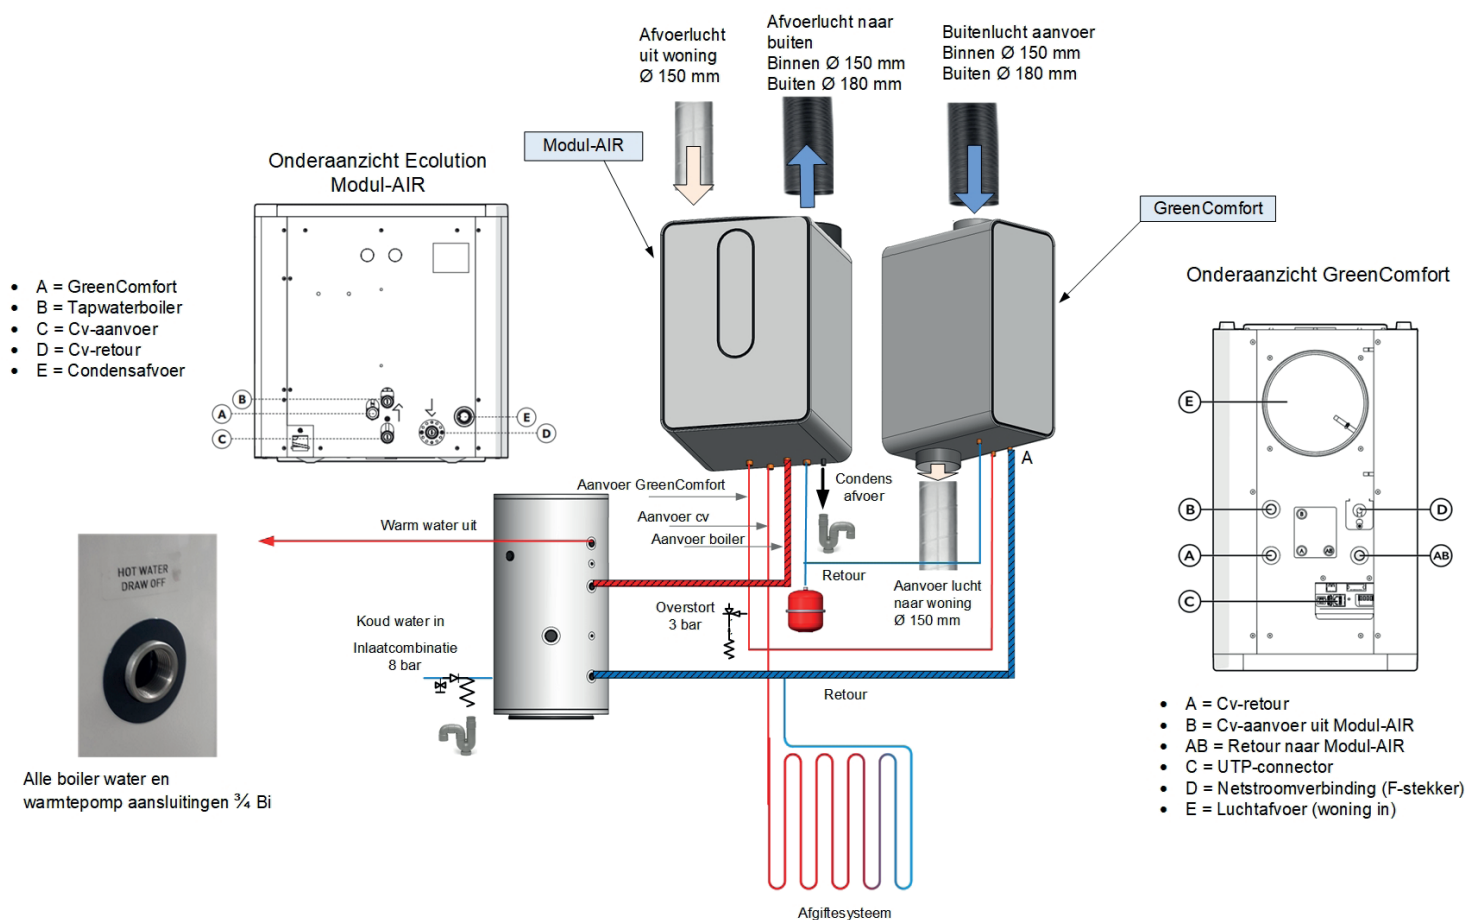 Afvoerlucht
uit woning
Ø 150 mm
Afvoerlucht naar
buiten
Binnen Ø 150 mm
Buiten Ø 180 mm
Buitenlucht aanvoer
Binnen Ø 150 mm
Buiten Ø 180 mm
Modul-AIR
GreenComfort
Onderaanzicht Ecolution
Modul-AIR
• A = GreenComfort
• B = Tapwaterboiler
• C = Cv-aanvoer
• D = Cv-retour
• E = Condensafvoer
B
A
C
E
D
Onderaanzicht GreenComfort
E
B
A
C
D
AB
B
A
AB
A
Aanvoer GreenComfort
Aanvoer cv
Aanvoer boiler
Condens
afvoer
Warm water uit
Retour
Overstort
3 bar
Aanvoer lucht
naar woning
Ø 150 mm
Koud water in
Inlaatcombinatie
8 bar
Retour
HOT WATER
DRAW OFF
Alle boiler water en
warmtepomp aansluitingen ¾ Bi
• A = Cv-retour
• B = Cv-aanvoer uit Modul-AIR
• AB = Retour naar Modul-AIR
• C = UTP-connector
• D = Netstroomverbinding (F-stekker)
• E = Luchtafvoer (woning in)
Afgiftesysteem